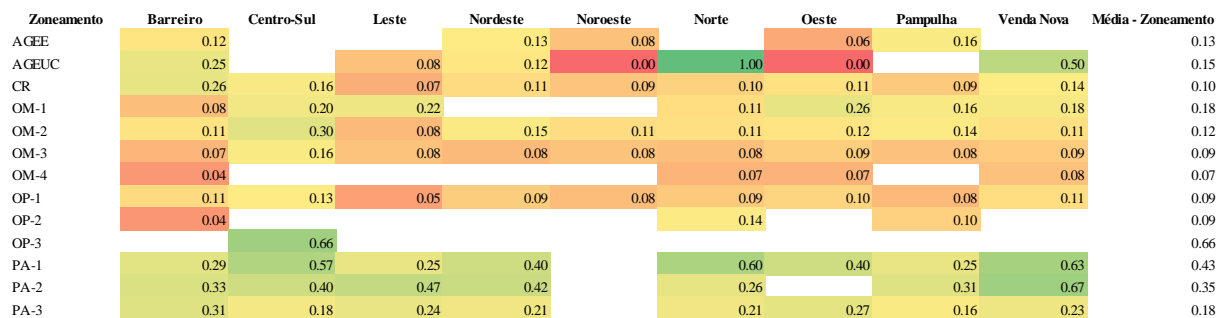 Zoneamento Barreiro Centro-Sul Leste Nordeste Noroeste Norte Oeste Pampulha Venda Nova Média - Zoneamento
AGEE 0.12 0.13 0.08 0.06 0.16 0.13
AGEUC 0.25 0.08 0.12 0.00 1.00 0.00 0.50 0.15
CR 0.26 0.16 0.07 0.11 0.09 0.10 0.11 0.09 0.14 0.10
OM-1 0.08 0.20 0.22 0.11 0.26 0.16 0.18 0.18
OM-2 0.11 0.30 0.08 0.15 0.11 0.11 0.12 0.14 0.11 0.12
OM-3 0.07 0.16 0.08 0.08 0.08 0.08 0.09 0.08 0.09 0.09
OM-4 0.04 0.07 0.07 0.08 0.07
OP-1 0.11 0.13 0.05 0.09 0.08 0.09 0.10 0.08 0.11 0.09
OP-2 0.04 0.14 0.10 0.09
OP-3 0.66 0.66
PA-1 0.29 0.57 0.25 0.40 0.60 0.40 0.25 0.63 0.43
PA-2 0.33 0.40 0.47 0.42 0.26 0.31 0.67 0.35
PA-3 0.31 0.18 0.24 0.21 0.21 0.27 0.16 0.23 0.18